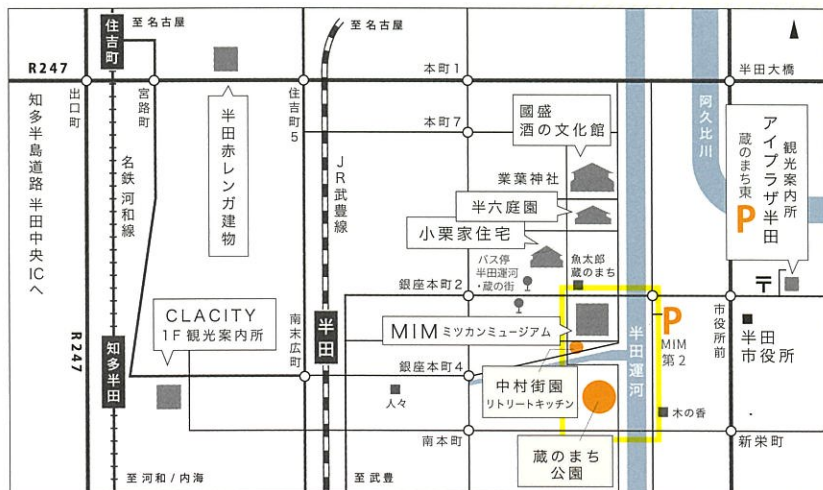 至名古屋
住吉町
至名古屋
R247
出口町
宮路町
住吉町5
本町1
半田大橋
知多半島道路 半田中央ICへ
名鉄 河和線
半田赤レンガ建物
JR武豊線
本町7
國盛
酒の文化館
阿久比川
観光案内所
アイプラザ半田
蔵のまち東
P
業葉神社
半六庭園
小栗家住宅
バス停
半田運河
・蔵の街
魚太郎
蔵のまち
銀座本町2
〒
市役所前
CLACITY
1F 観光案内所
半田
MIM ミツカンミュージアム
半田運河
P
MIM
第2
半田
市役所
R247
知多半田
南末広町
銀座本町4
人々
中村街園
リトリートキッチン
木の香
南本町
新栄町
蔵のまち
公園
至河和/内海
至武豊